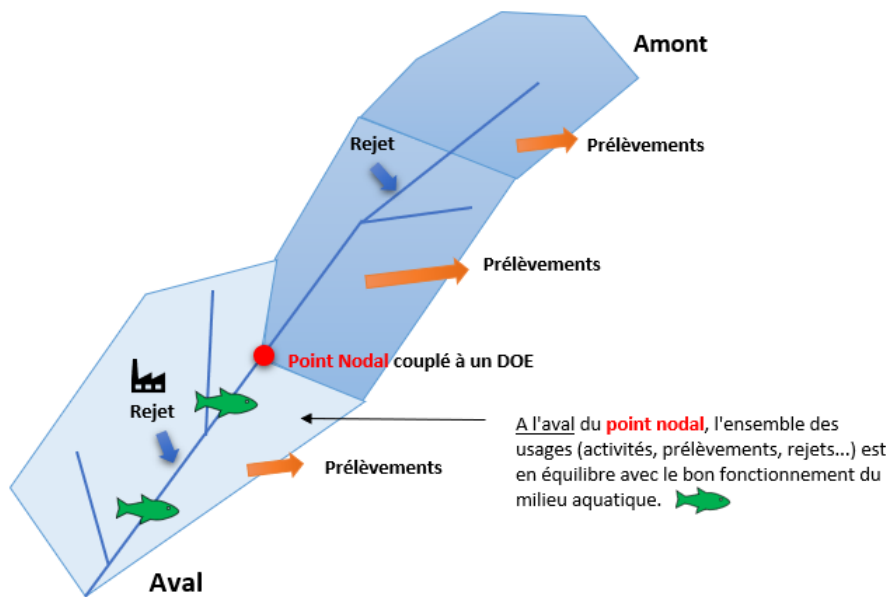 Amont
Rejet
Prélèvements
Prélèvements
Point Nodal couplé à un DOE
Rejet
A l'aval du point nodal, l'ensemble des
usages (activités, prélèvements, rejets...) est
en équilibre avec le bon fonctionnement du
milieu aquatique.
Prélèvements
Aval